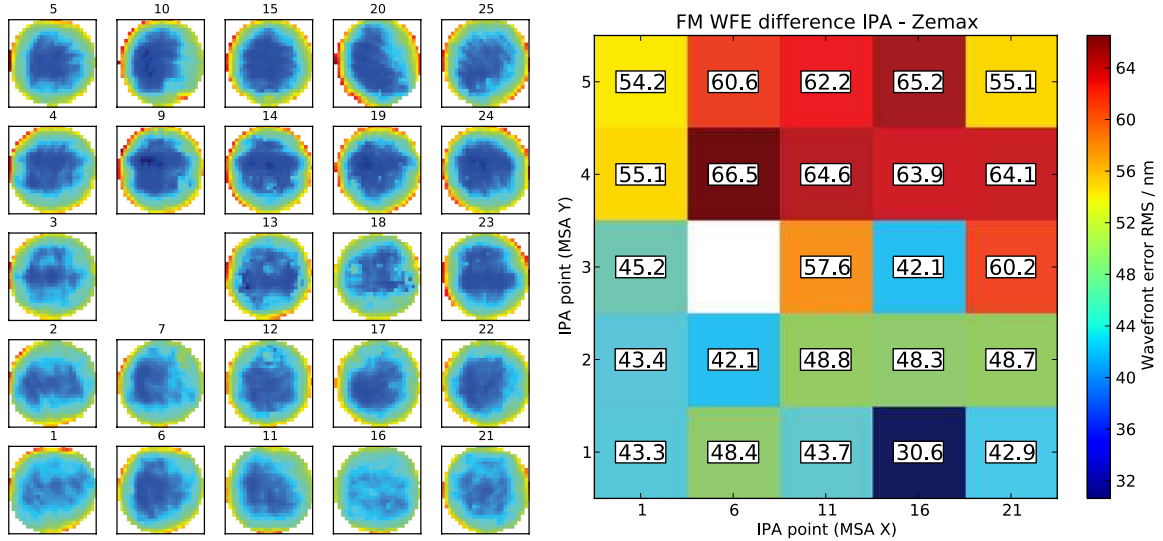 5 10 15 20 25
4 9 14 19 24
3 13 18 23
2 7 12 17 22
1 6 11 16 21
FM WFE difference IPA - Zemax
IPA point (MSA Y)
5 54.2 60.6 62.2 65.2 55.1
4 55.1 66.5 64.6 63.9 64.1
3 45.2 57.6 42.1 60.2
2 43.4 42.1 48.8 48.3 48.7
1 43.3 48.4 43.7 30.6 42.9
1 6 11 16 21
IPA point (MSA X)
64
60
56
52
48
44
40
36
32
Wavefront error RMS / nm